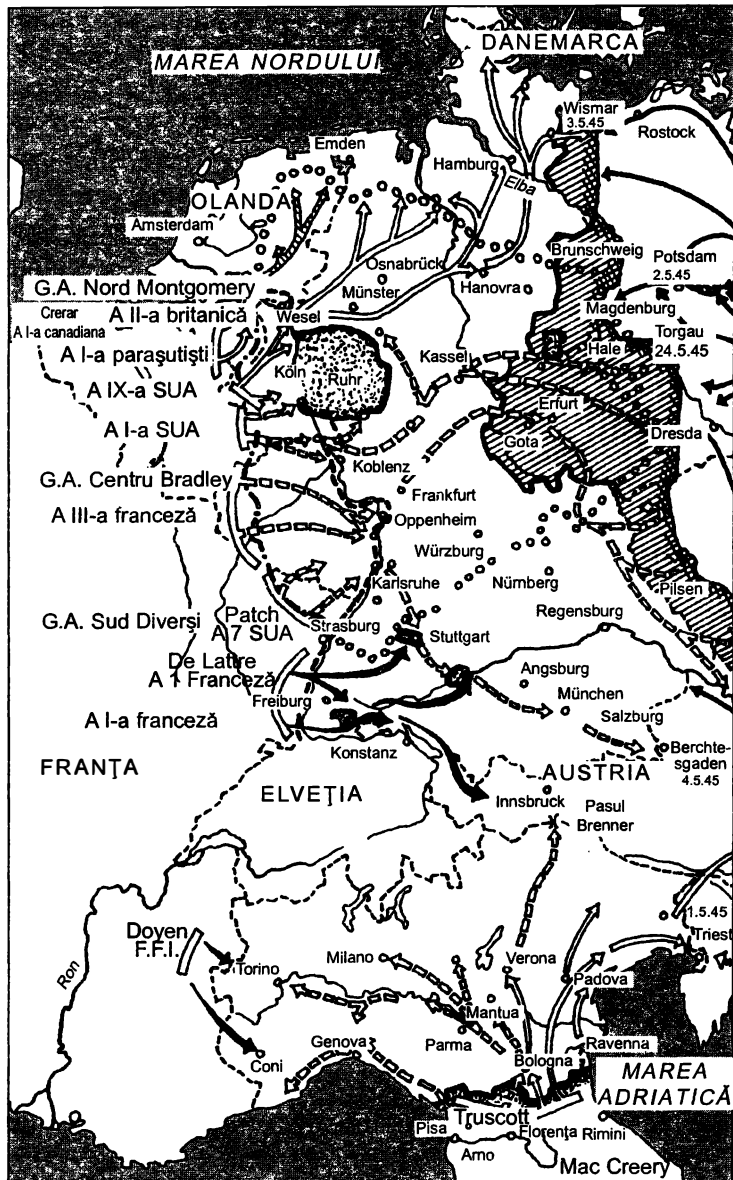 DANEMARCA
MAREA NORDULUI
Wismar
3.5.45
Rostock
Emden
Hamburg
Elba
OLANDA
Amsterdam
Brunschweig
Osnabrück
Potsdam
2.5.45
G.A. Nord Montgomery
Münster
Hanovra
Crerar
A II-a britanică
Wesel
Magdenburg
A I-a canadiana
Torgau
24.5.45
A I-a paraşutişti
Kassel
Hale
Köln
Ruhr
A IX-a SUA
Erfurt
A I-a SUA
Gota
Dresda
Koblenz
G.A. Centru Bradley
Frankfurt
A III-a franceză
Oppenheim
Würzburg
Karlsruhe
Nürnberg
Pilsen
G.A. Sud Diverşi
Patch
A 7 SUA
Strasburg
Regensburg
Stuttgart
De Lattre
A 1 Franceză
Angsburg
Freiburg
München
A I-a franceză
Salzburg
Konstanz
Berchte-
sgaden
4.5.45
FRANŢA
AUSTRIA
ELVEŢIA
Innsbruck
Pasul
Brenner
1.5.45
Doyen
F.F.I.
Triest
Ron
Torino
Milano
Verona
Padova
Mantua
Coni
Genova
Parma
Bologna
Ravenna
MAREA
ADRIATICĂ
Truscott
Pisa
Florenţa
Rimini
Arno
Mac Creery